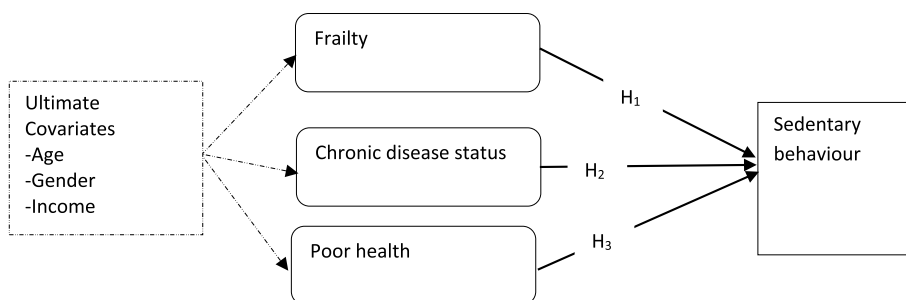 Ultimate
Covariates
-Age
-Gender
-Income
Frailty
Chronic disease status
Poor health
H₁
H₂
H₃
Sedentary
behaviour